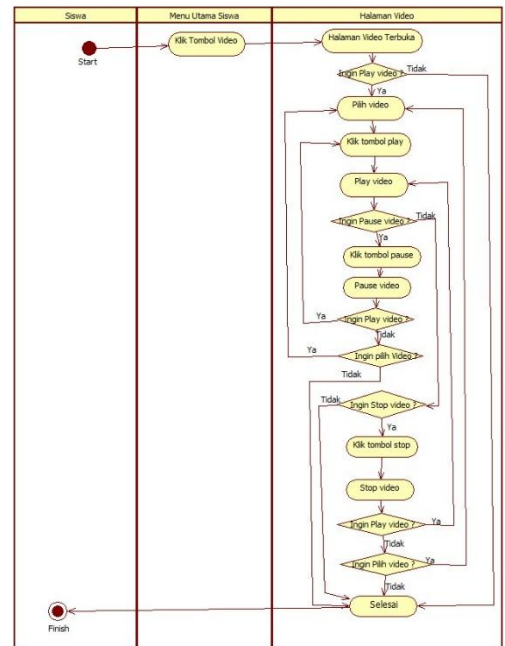 Siswa
Menu Utama Siswa
Halaman Video
Start
Klik Tombol Video
Halaman Video Terbuka
Ingin Play video ?
Tidak
Ya
Pilih video
Klik tombol play
Play video
Ingin Pause video ?
Tidak
Ya
Klik tombol pause
Pause video
Ya
Ingin Play video ?
Tidak
Ya
Ingin pilih Video ?
Tidak
Tidak
Ingin Stop video ?
Ya
Klik tombol stop
Stop video
Ingin Play video ?
Ya
Tidak
Ingin Pilih video ?
Ya
Tidak
Selesai
Finish